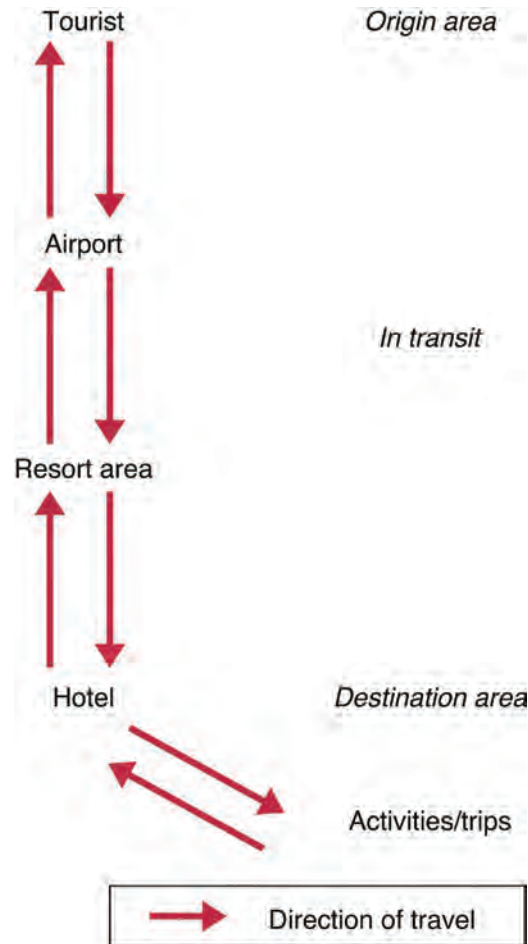 Tourist
Origin area
Airport
In transit
Resort area
Hotel
Destination area
Activities/trips
Direction of travel